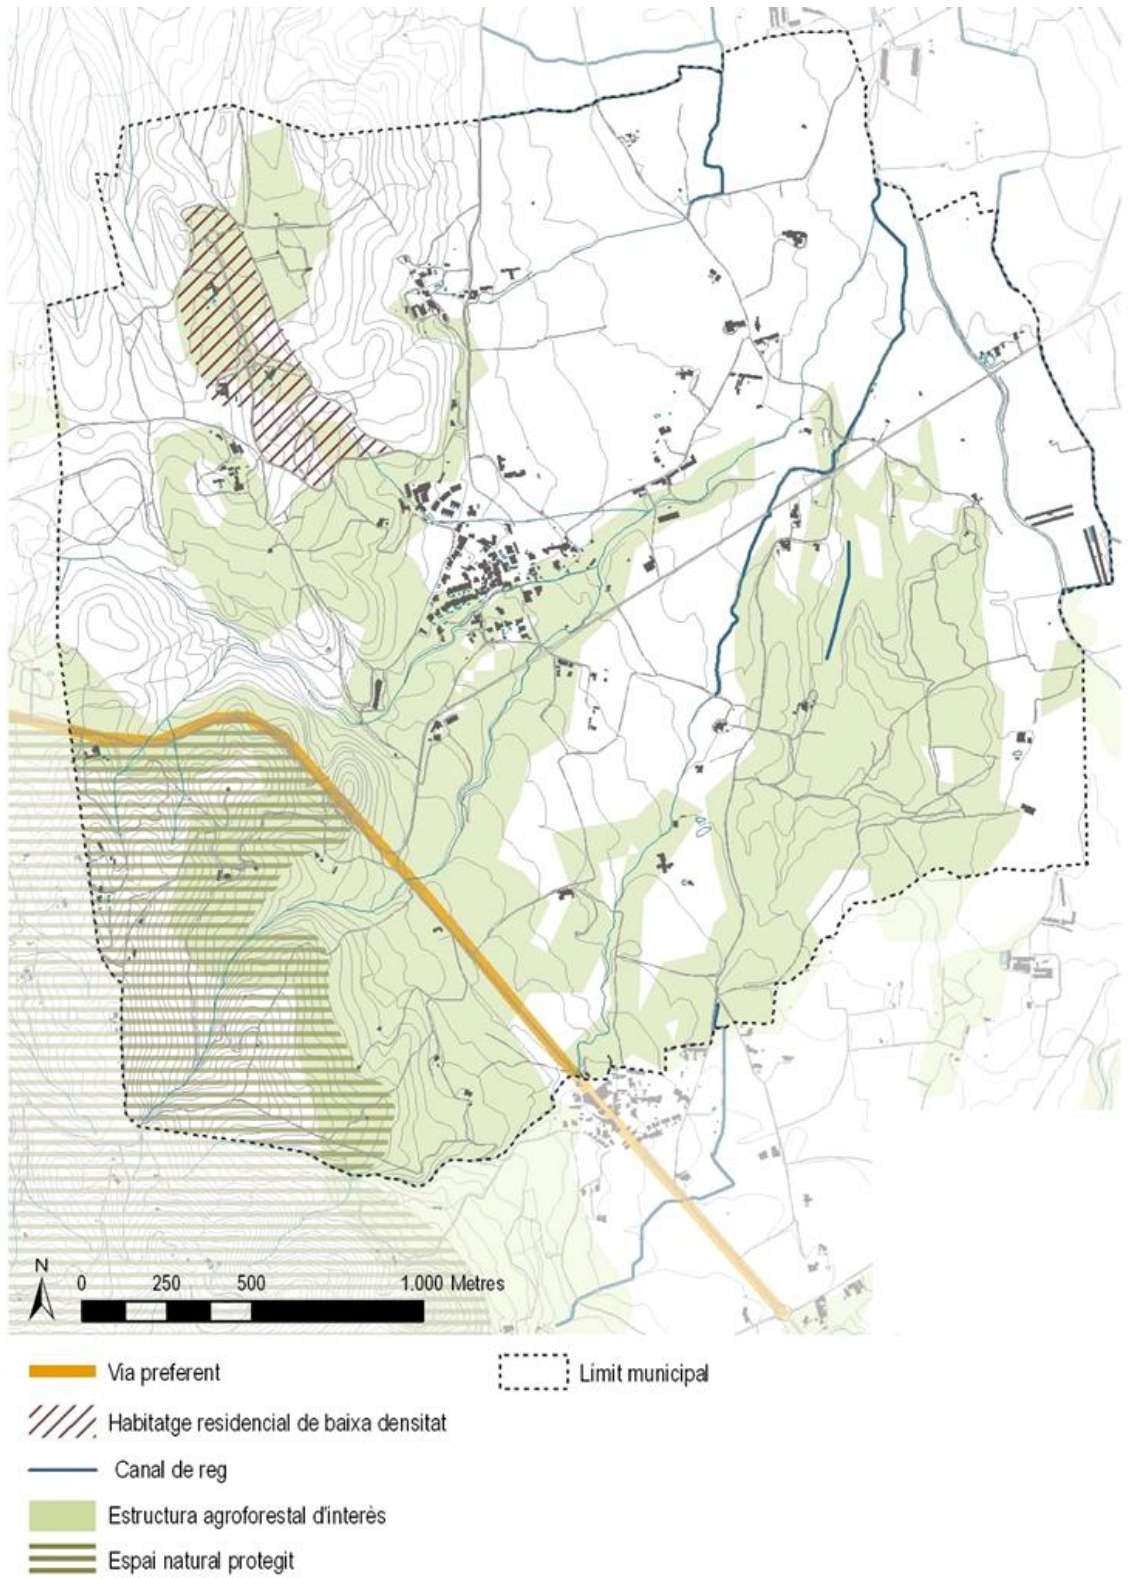 N
0 250 500 1.000 Metres
Via preferent
Límit municipal
Habitatge residencial de baixa densitat
Canal de reg
Estructura agroforestal d'interès
Espai natural protegit